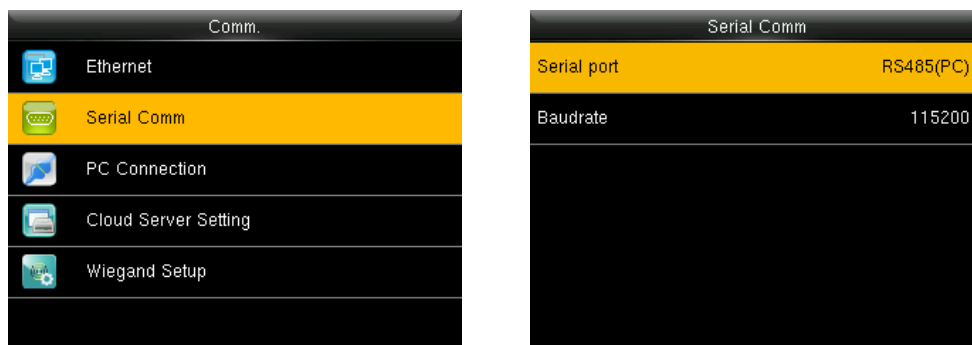 Comm.
Ethernet
Serial Comm
PC Connection
Cloud Server Setting
Wiegand Setup
Serial Comm
Serial port RS485(PC)
Baudrate 115200